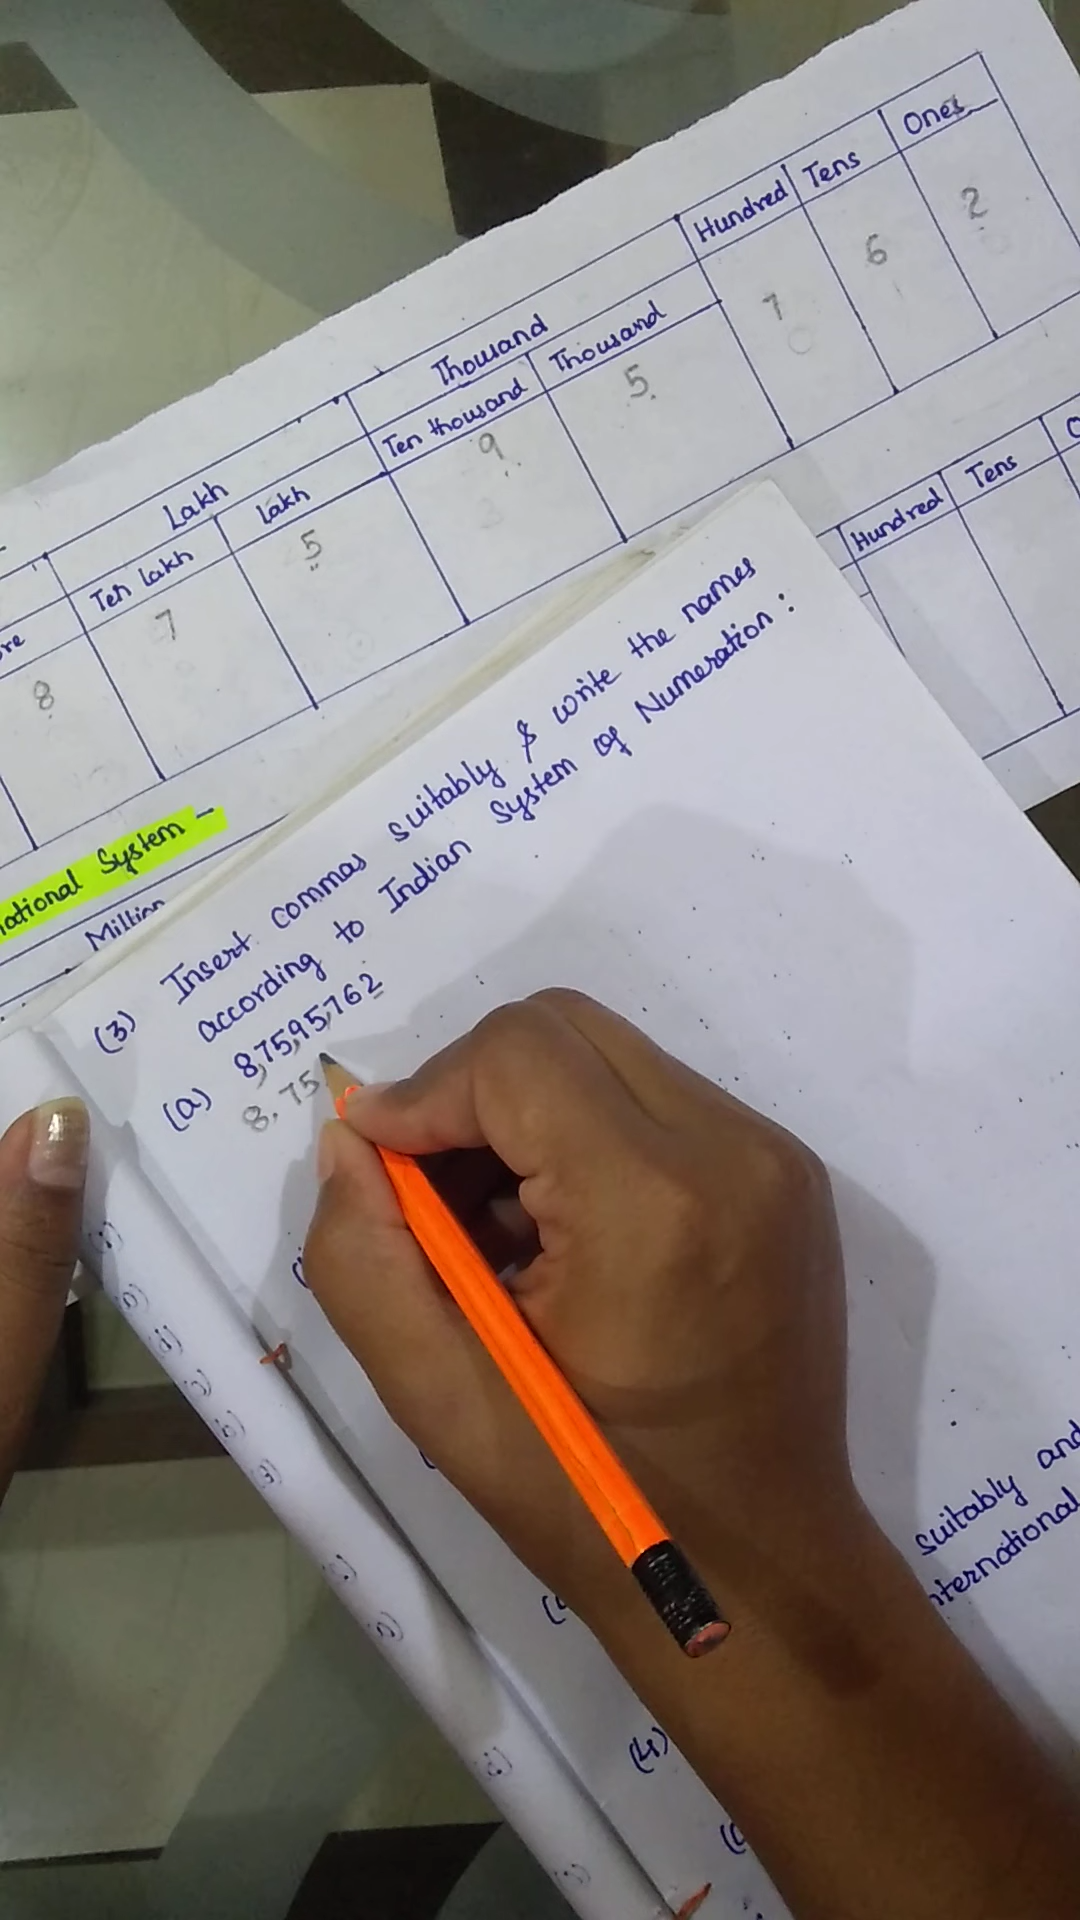 Ones
Hundred Tens
Thousand
Lakh
Ten thousand Thousand
Ten lakh Lakh
8 7 5 9 5 7 6 2
Hundred Tens
System -
Million
(3) Insert commas suitably & write the names
according to Indian System of Numeration :
(a) 8,75,95,762
8,75
suitably and
(4)